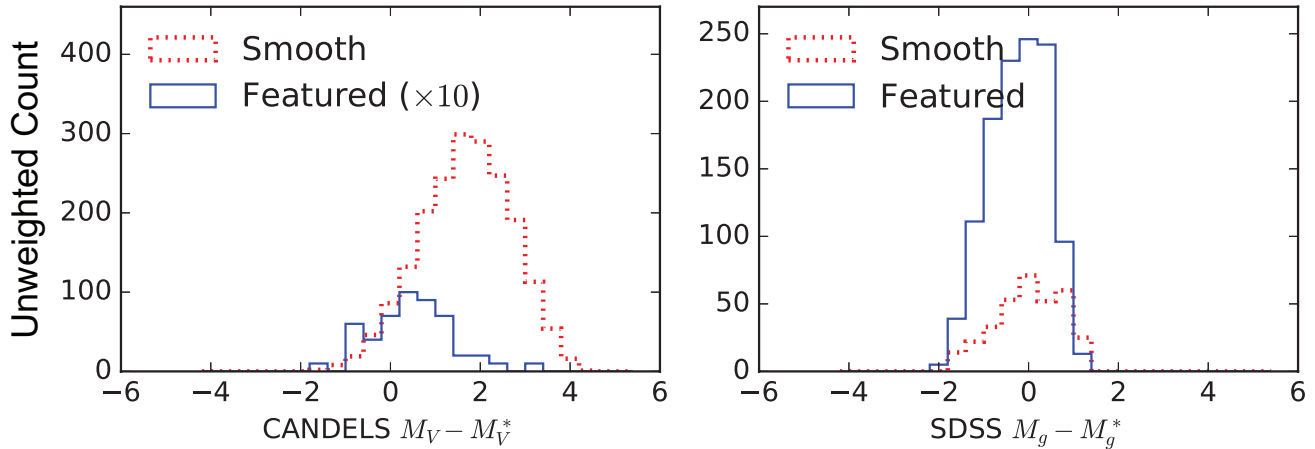 Unweighted Count
400
300
200
100
0
Smooth
Featured (×10)
−6 −4 −2 0 2 4 6
CANDELS M_V − M_V^*
250
200
150
100
50
0
Smooth
Featured
−6 −4 −2 0 2 4 6
SDSS M_g − M_g^*